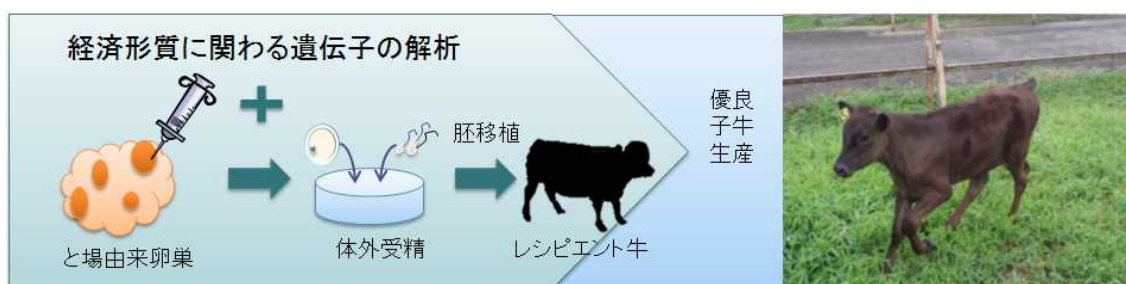 経済形質に関わる遺伝子の解析
と場由来卵巣
体外受精
胚移植
レシピエント牛
優良
子牛
生産